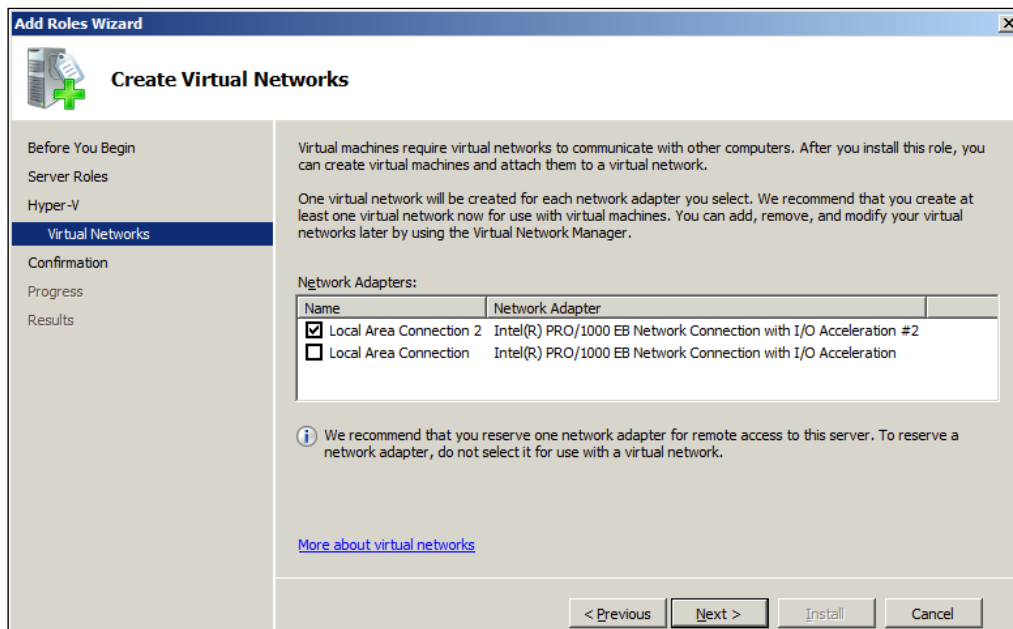 Add Roles Wizard
Create Virtual Networks
Before You Begin
Server Roles
Hyper-V
Virtual Networks
Confirmation
Progress
Results
Virtual machines require virtual networks to communicate with other computers. After you install this role, you
can create virtual machines and attach them to a virtual network.
One virtual network will be created for each network adapter you select. We recommend that you create at
least one virtual network now for use with virtual machines. You can add, remove, and modify your virtual
networks later by using the Virtual Network Manager.
Network Adapters:
Name Network Adapter
Local Area Connection 2 Intel(R) PRO/1000 EB Network Connection with I/O Acceleration #2
Local Area Connection Intel(R) PRO/1000 EB Network Connection with I/O Acceleration
We recommend that you reserve one network adapter for remote access to this server. To reserve a
network adapter, do not select it for use with a virtual network.
More about virtual networks
< Previous Next > Install Cancel